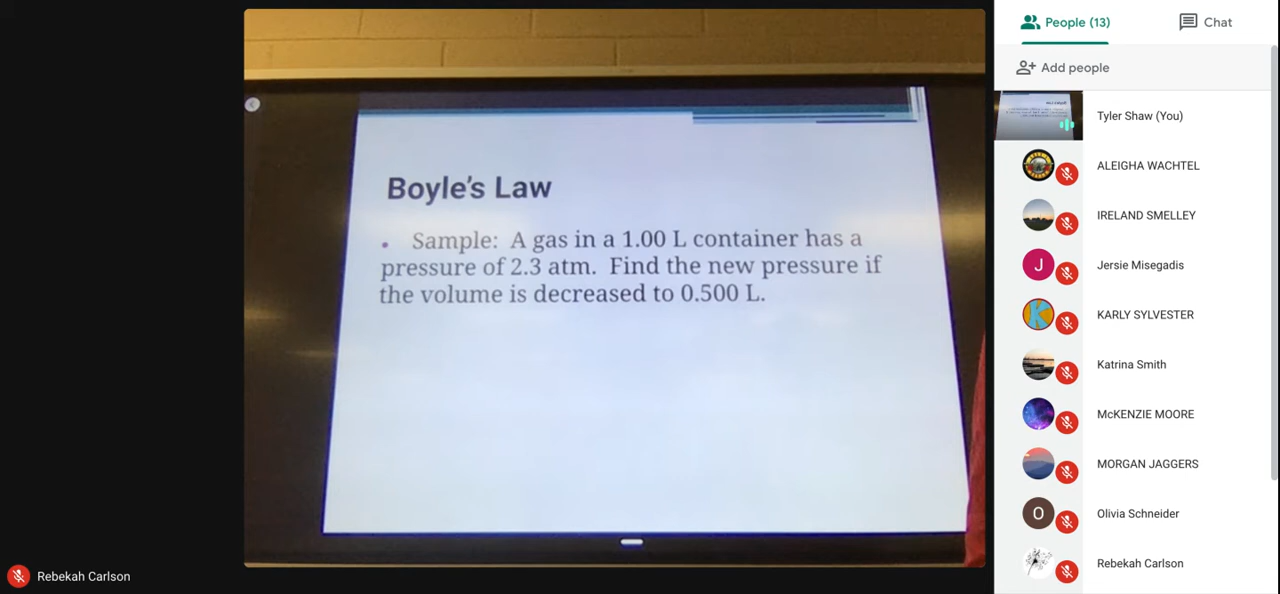 Boyle's Law
• Sample: A gas in a 1.00 L container has a
pressure of 2.3 atm. Find the new pressure if
the volume is decreased to 0.500 L.
Rebekah Carlson
People (13)
Chat
Add people
Tyler Shaw (You)
ALEIGHA WACHTEL
IRELAND SMELLEY
J
Jersie Misegadis
K
KARLY SYLVESTER
Katrina Smith
McKENZIE MOORE
MORGAN JAGGERS
O
Olivia Schneider
Rebekah Carlson